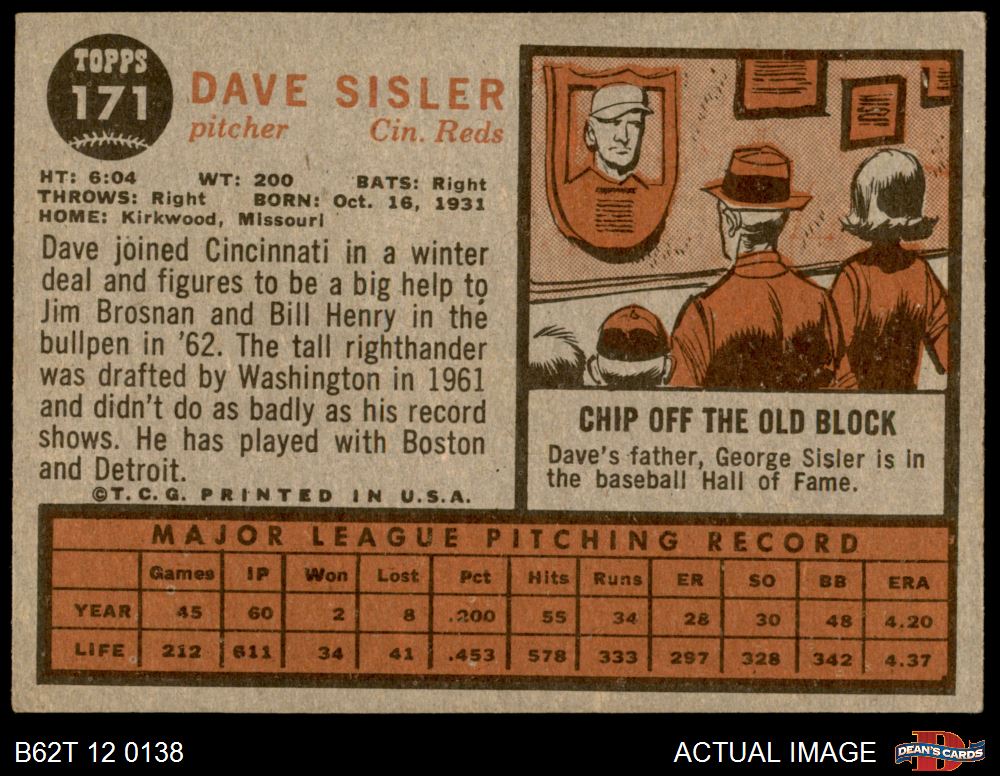 TOPPS
171
DAVE SISLER
pitcher Cin. Reds
HT: 6:04 WT: 200 BATS: Right
THROWS: Right BORN: Oct. 16, 1931
HOME: Kirkwood, Missouri
Dave joined Cincinnati in a winter
deal and figures to be a big help to
Jim Brosnan and Bill Henry in the
bullpen in '62. The tall righthander
was drafted by Washington in 1961
and didn't do as badly as his record
shows. He has played with Boston
and Detroit.
©T.C.G. PRINTED IN U.S.A.
CHIP OFF THE OLD BLOCK
Dave's father, George Sisler is in
the baseball Hall of Fame.
MAJOR LEAGUE PITCHING RECORD
Games IP Won Lost Pct Hits Runs ER SO BB ERA
YEAR 45 60 2 8 .200 55 34 28 30 48 4.20
LIFE 212 611 34 41 .453 578 333 297 328 342 4.37
B62T 12 0138 ACTUAL IMAGE DEAN'S CARDS